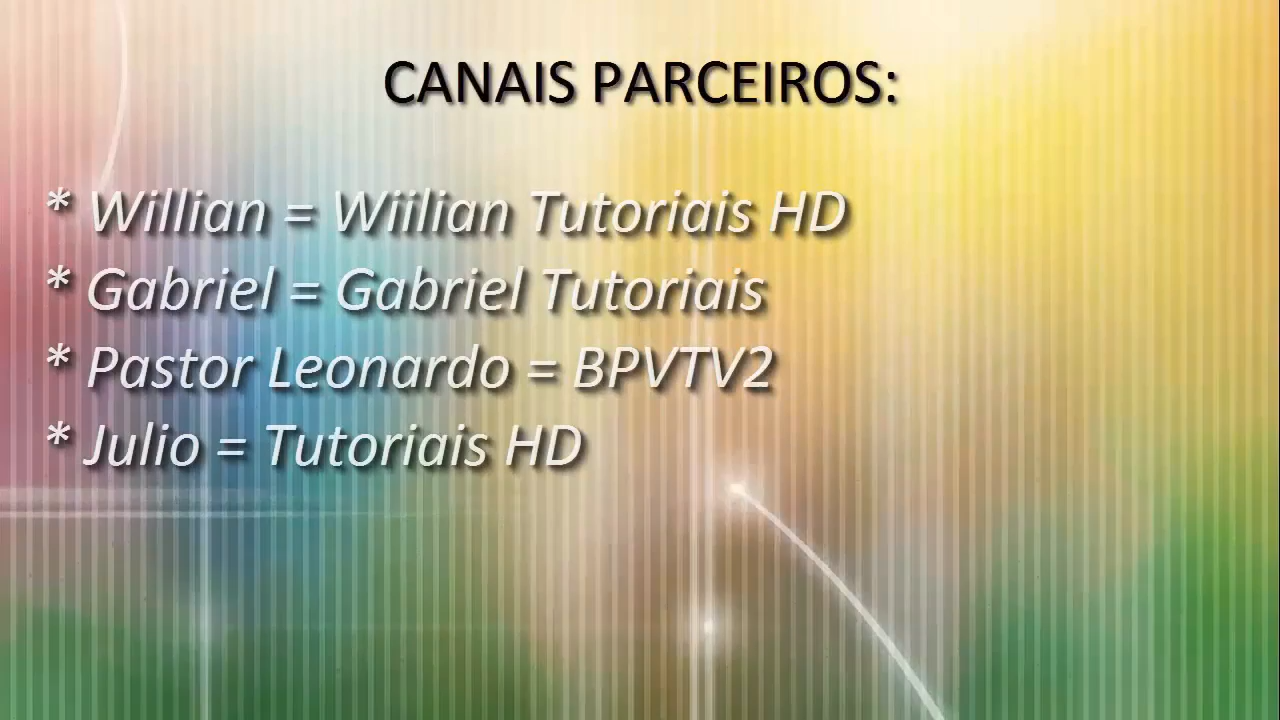 CANAIS PARCEIROS:
* Willian = Wiilian Tutoriais HD
* Gabriel = Gabriel Tutoriais
* Pastor Leonardo = BPVTV2
* Julio = Tutoriais HD